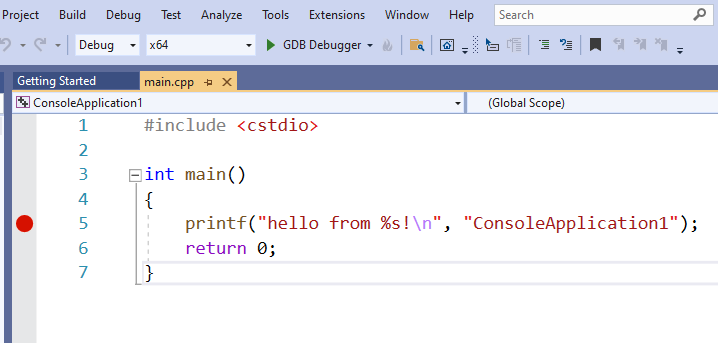 Project Build Debug Test Analyze Tools Extensions Window Help Search
Debug x64 GDB Debugger
Getting Started main.cpp
ConsoleApplication1 (Global Scope)
1 #include <cstdio>
2
3 int main()
4 {
5 printf("hello from %s!\n", "ConsoleApplication1");
6 return 0;
7 }